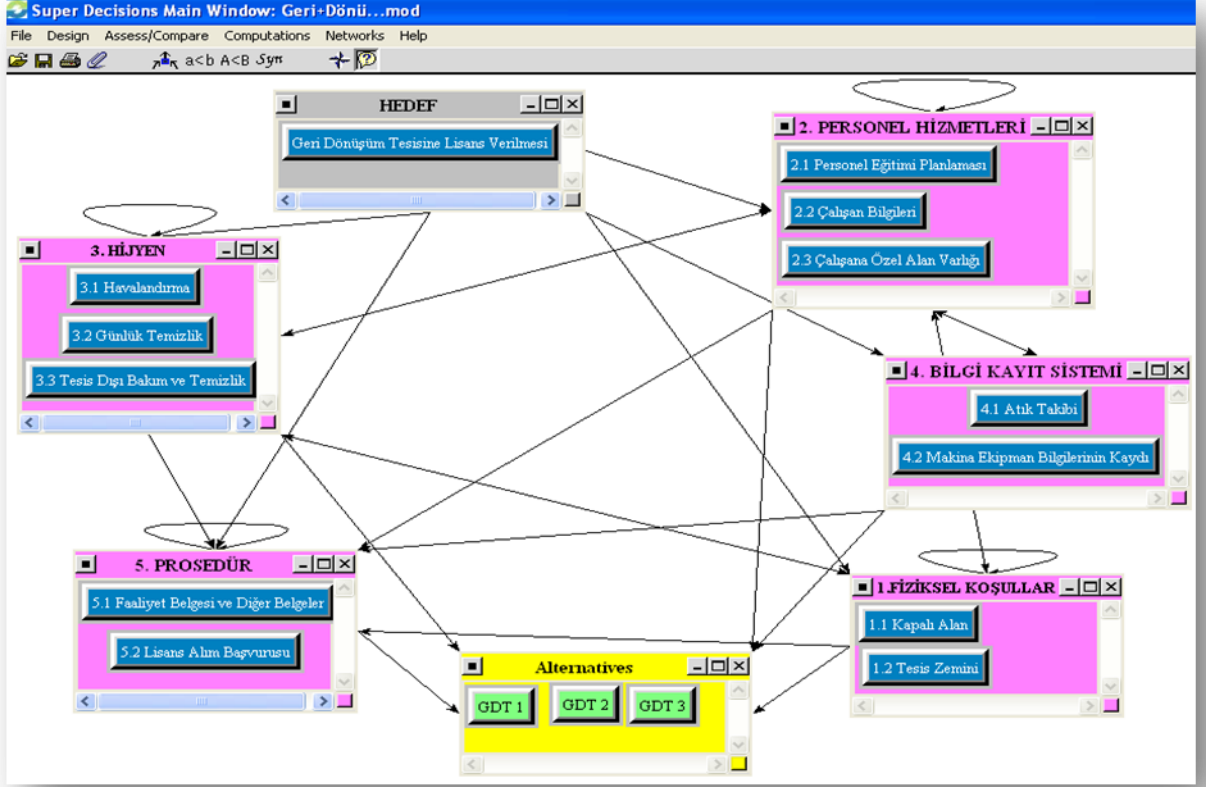 Super Decisions Main Window: Geri+Dönü...mod
File Design Assess/Compare Computations Networks Help
a<b A<B Syn
HEDEF
Geri Dönüşüm Tesisine Lisans Verilmesi
2. PERSONEL HİZMETLERİ
2.1 Personel Eğitimi Planlaması
2.2 Çalışan Bilgileri
2.3 Çalışana Özel Alan Varlığı
3. HİJYEN
3.1 Havalandırma
3.2 Günlük Temizlik
3.3 Tesis Dışı Bakım ve Temizlik
4. BİLGİ KAYIT SİSTEMİ
4.1 Atık Takibi
4.2 Makina Ekipman Bilgilerinin Kaydı
5. PROSEDÜR
5.1 Faaliyet Belgesi ve Diğer Belgeler
5.2 Lisans Alım Başvurusu
1.FİZİKSEL KOŞULLAR
1.1 Kapalı Alan
1.2 Tesis Zemini
Alternatives
GDT 1 GDT 2 GDT 3